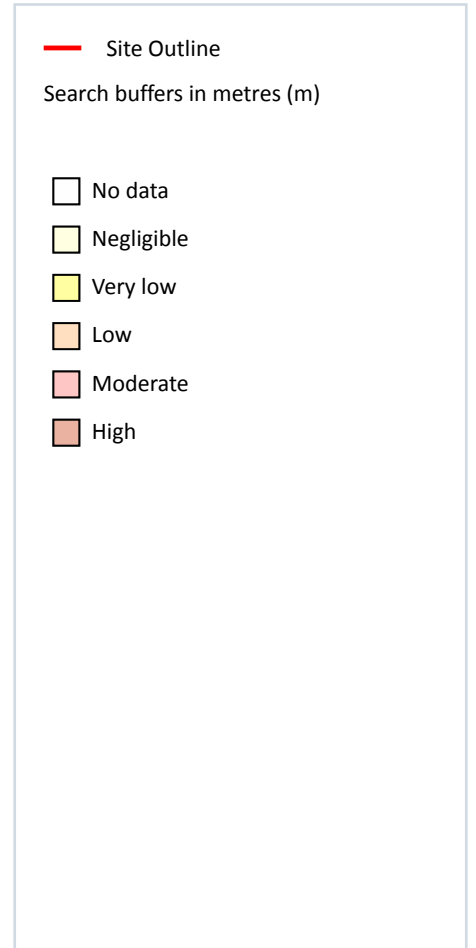 Site Outline
Search buffers in metres (m)
No data
Negligible
Very low
Low
Moderate
High